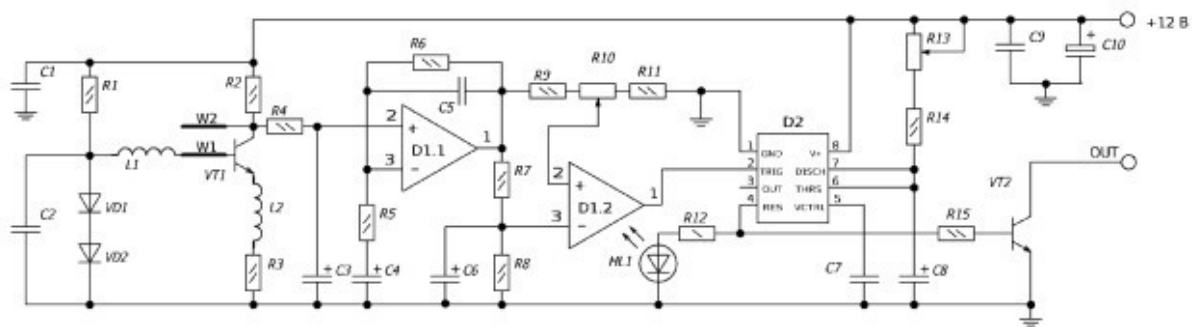 +12 В
R13
C9
+
C10
R6
C1
R1
R2
R10
R9
R11
C5
R4
W2
W1
L1
VT1
2
+
D1.1
1
3
−
D2
1
GND
V+
8
2
TRIG
DISCH
7
3
OUT
THRS
6
4
RES
VCTRL
5
R14
OUT
VT2
R7
2
+
D1.2
1
3
−
R12
R15
C2
VD1
VD2
L2
R3
R5
+
C3
+
C4
+
C6
R8
HL1
C7
+
C8